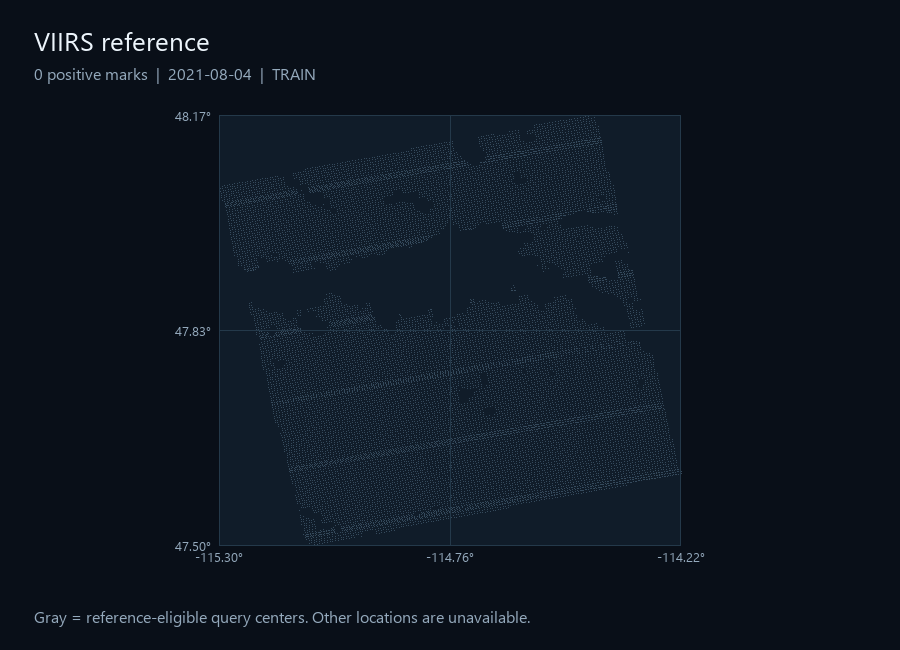 VIIRS reference
0 positive marks | 2021-08-04 | TRAIN
48.17°
47.83°
47.50°
-115.30°
-114.76°
-114.22°
Gray = reference-eligible query centers. Other locations are unavailable.